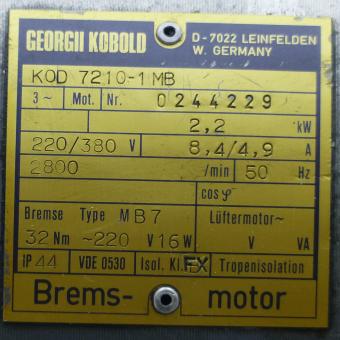 GEORGII KOBOLD D-7022 LEINFELDEN
W. GERMANY
KOD 7210-1 MB
3~ Mot. Nr. 0244229
2,2 kW
220/380 V 8,4/4,9 A
2800 /min 50 Hz
cos φ
Bremse Type MB7 Lüftermotor~
32 Nm ~220 V 16 W V VA
IP 44 VDE 0530 Isol. Kl. FX Tropenisolation
Brems- motor